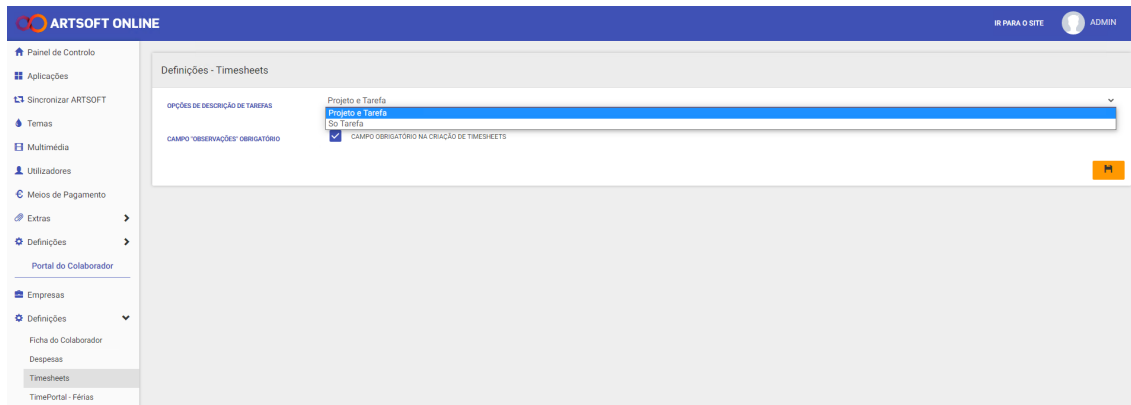 ARTSOFT ONLINE
IR PARA O SITE
ADMIN
Painel de Controlo
Aplicações
Sincronizar ARTSOFT
Temas
Multimédia
Utilizadores
Meios de Pagamento
Extras
Definições
Portal do Colaborador
Empresas
Definições
Ficha do Colaborador
Despesas
Timesheets
TimePortal - Férias
Definições - Timesheets
OPÇÕES DE DESCRIÇÃO DE TAREFAS
Projeto e Tarefa
Projeto e Tarefa
So Tarefa
CAMPO "OBSERVAÇÕES" OBRIGATÓRIO
CAMPO OBRIGATÓRIO NA CRIAÇÃO DE TIMESHEETS